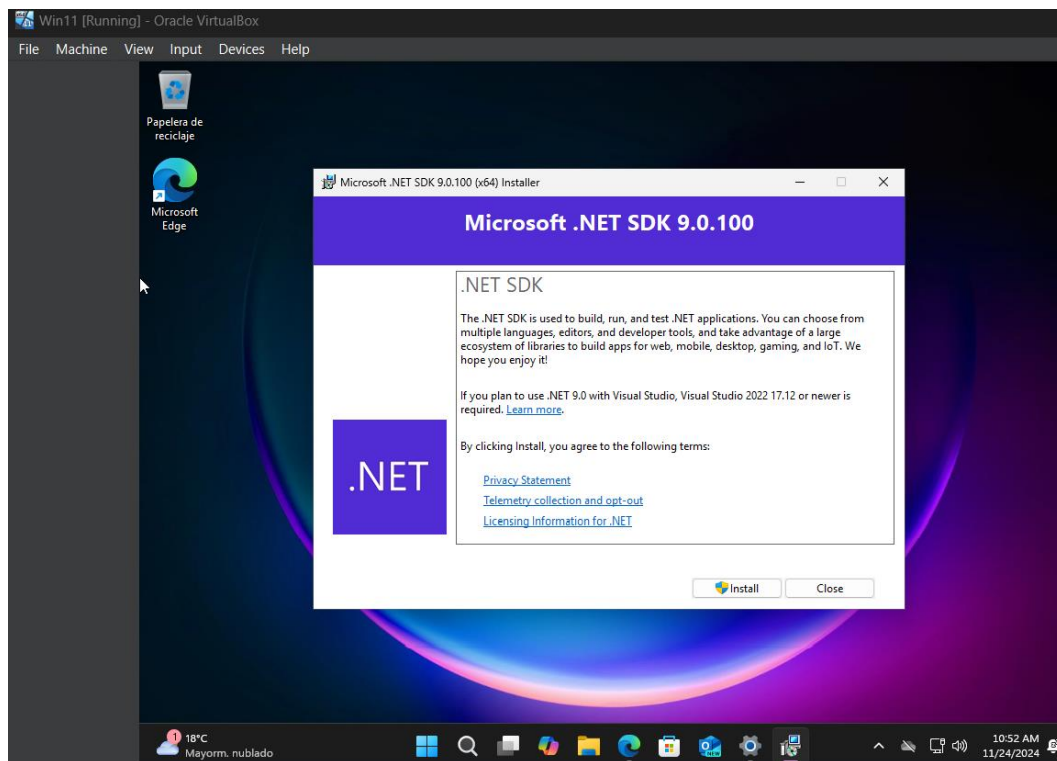 Win11 [Running] - Oracle VirtualBox
File Machine View Input Devices Help
Papelera de
reciclaje
Microsoft
Edge
Microsoft .NET SDK 9.0.100 (x64) Installer
Microsoft .NET SDK 9.0.100
.NET SDK
The .NET SDK is used to build, run, and test .NET applications. You can choose from
multiple languages, editors, and developer tools, and take advantage of a large
ecosystem of libraries to build apps for web, mobile, desktop, gaming, and IoT. We
hope you enjoy it!
If you plan to use .NET 9.0 with Visual Studio, Visual Studio 2022 17.12 or newer is
required. Learn more.
By clicking Install, you agree to the following terms:
Privacy Statement
Telemetry collection and opt-out
Licensing Information for .NET
.NET
Install Close
1
18°C
Mayorm. nublado
NEW
10:52 AM
11/24/2024